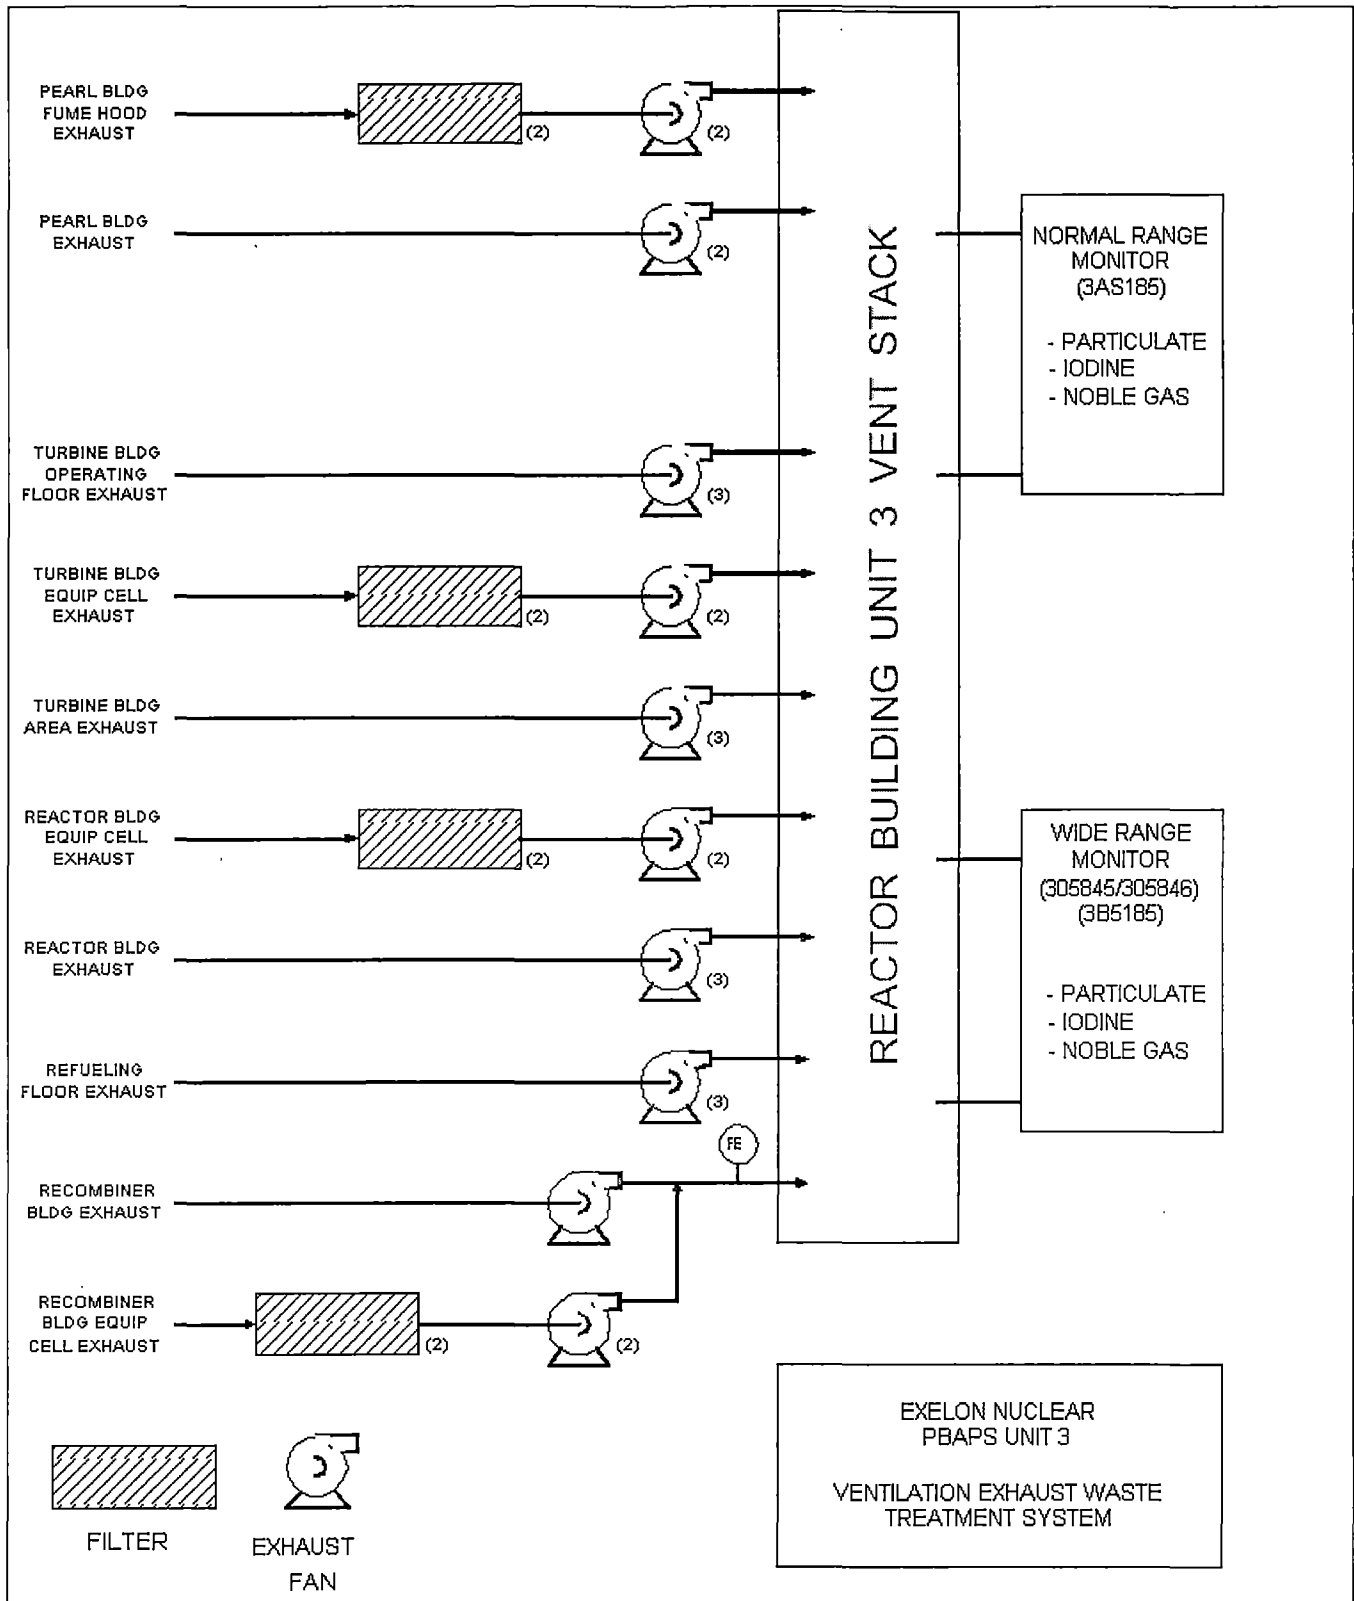 PEARL BLDG
FUME HOOD
EXHAUST
(2)
(2)
PEARL BLDG
EXHAUST
(2)
TURBINE BLDG
OPERATING
FLOOR EXHAUST
(3)
TURBINE BLDG
EQUIP CELL
EXHAUST
(2)
(2)
TURBINE BLDG
AREA EXHAUST
(3)
REACTOR BLDG
EQUIP CELL
EXHAUST
(2)
(2)
REACTOR BLDG
EXHAUST
(3)
REFUELING
FLOOR EXHAUST
(3)
FE
RECOMBINER
BLDG EXHAUST
RECOMBINER
BLDG EQUIP
CELL EXHAUST
(2)
(2)
REACTOR BUILDING UNIT 3 VENT STACK
NORMAL RANGE
MONITOR
(3AS185)
- PARTICULATE
- IODINE
- NOBLE GAS
WIDE RANGE
MONITOR
(305845/305846)
(3B5185)
- PARTICULATE
- IODINE
- NOBLE GAS
FILTER
EXHAUST
FAN
EXELON NUCLEAR
PBAPS UNIT 3
VENTILATION EXHAUST WASTE
TREATMENT SYSTEM